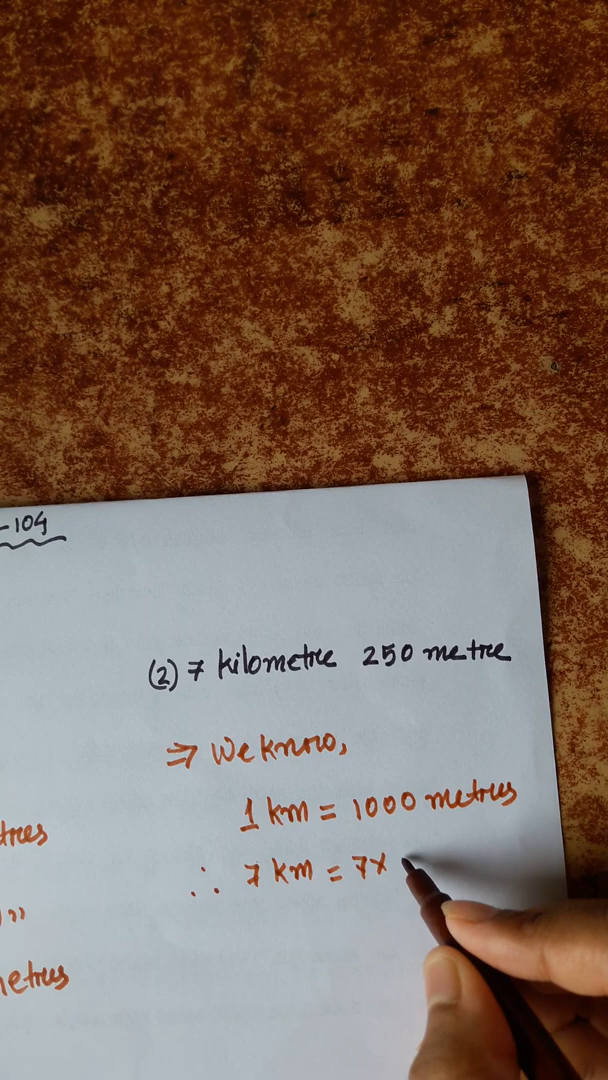 -104
(2) 7 kilometre 250 metre
⇒ We know,
1 km = 1000 metres
∴ 7 km = 7×
tres
”
etres